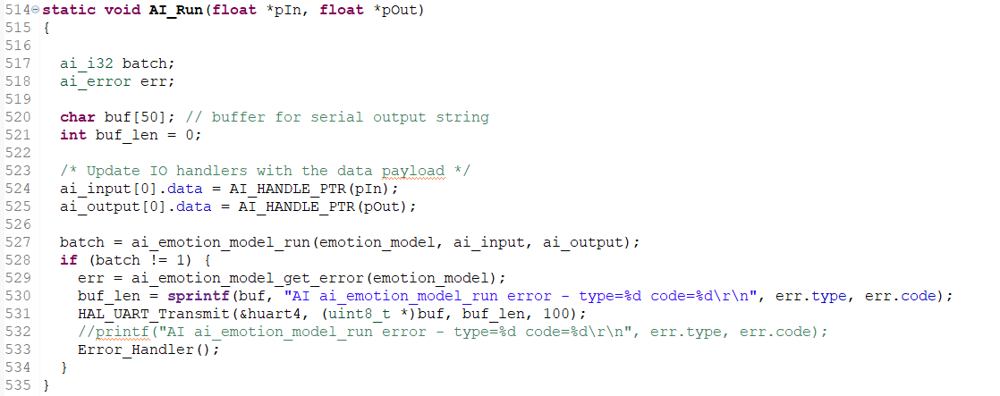 514 static void AI_Run(float *pIn, float *pOut)
515 {
516
517   ai_i32 batch;
518   ai_error err;
519
520   char buf[50]; // buffer for serial output string
521   int buf_len = 0;
522
523   /* Update IO handlers with the data payload */
524   ai_input[0].data = AI_HANDLE_PTR(pIn);
525   ai_output[0].data = AI_HANDLE_PTR(pOut);
526
527   batch = ai_emotion_model_run(emotion_model, ai_input, ai_output);
528   if (batch != 1) {
529     err = ai_emotion_model_get_error(emotion_model);
530     buf_len = sprintf(buf, "AI ai_emotion_model_run error - type=%d code=%d\r\n", err.type, err.code);
531     HAL_UART_Transmit(&huart4, (uint8_t *)buf, buf_len, 100);
532     //printf("AI ai_emotion_model_run error - type=%d code=%d\r\n", err.type, err.code);
533     Error_Handler();
534   }
535 }